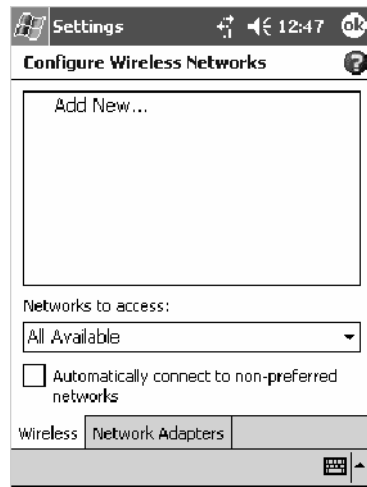 Settings 12:47 ok
Configure Wireless Networks ?
Add New...
Networks to access:
All Available
Automatically connect to non-preferred
networks
Wireless Network Adapters